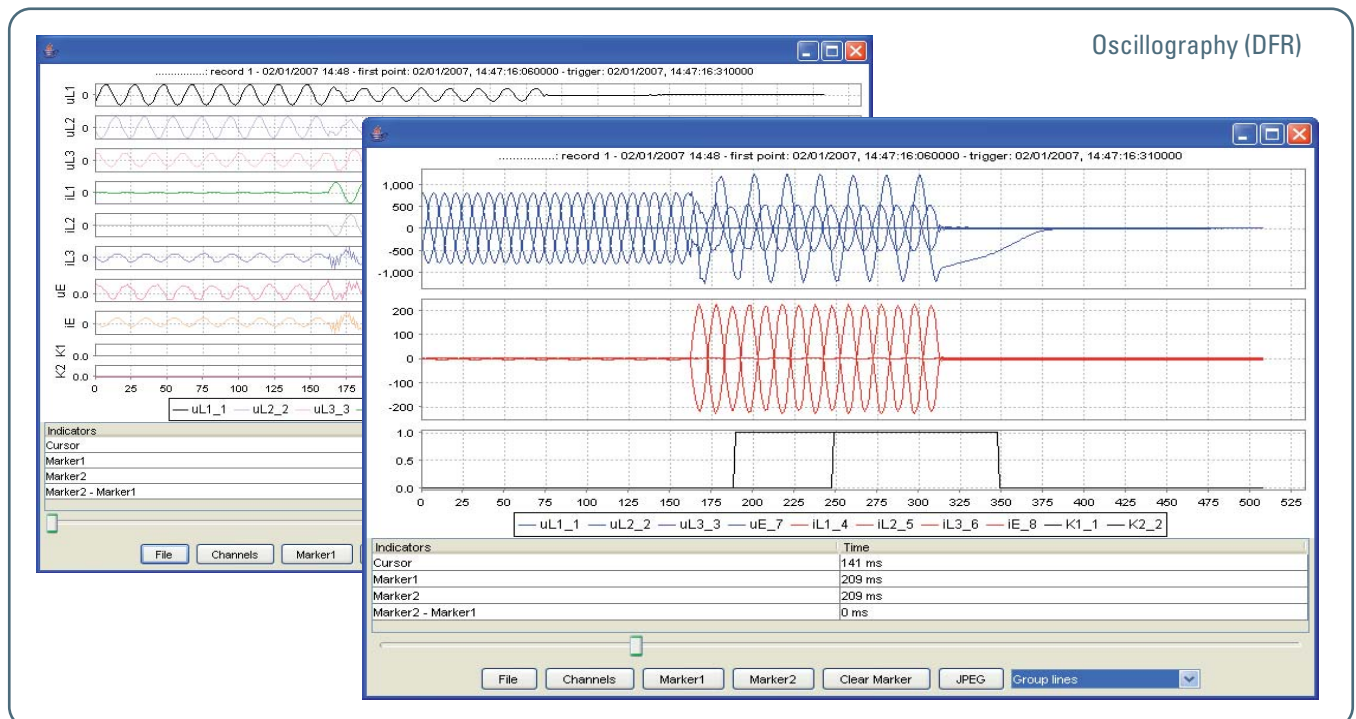 Oscillography (DFR)
................: record 1 - 02/01/2007 14:48 - first point: 02/01/2007, 14:47:16:060000 - trigger: 02/01/2007, 14:47:16:310000
uL1 0
uL2 0
uL3 0
iL1 0
iL2 0
iL3 0
uE 0.0
iE 0
K1 0.0
K2 0.0
0 25 50 75 100 125 150 175
uL1_1 uL2_2 uL3_3
Indicators
Cursor
Marker1
Marker2
Marker2 - Marker1
File Channels Marker1
................: record 1 - 02/01/2007 14:48 - first point: 02/01/2007, 14:47:16:060000 - trigger: 02/01/2007, 14:47:16:310000
1,000
500
0
-500
-1,000
200
100
0
-100
-200
1.0
0.5
0.0
0 25 50 75 100 125 150 175 200 225 250 275 300 325 350 375 400 425 450 475 500 525
uL1_1 uL2_2 uL3_3 uE_7 iL1_4 iL2_5 iL3_6 iE_8 K1_1 K2_2
Indicators Time
Cursor 141 ms
Marker1 209 ms
Marker2 209 ms
Marker2 - Marker1 0 ms
File Channels Marker1 Marker2 Clear Marker JPEG Group lines